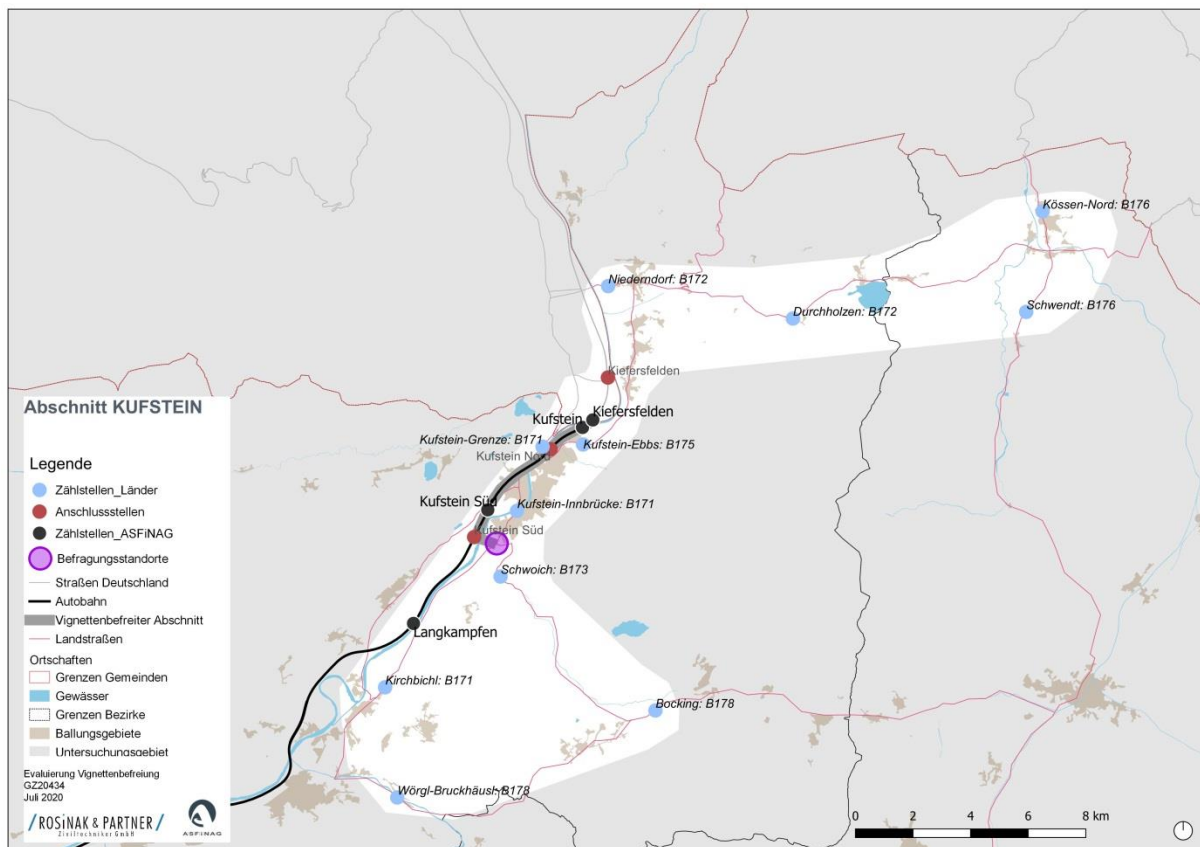 Kössen-Nord: B176
Niederndorf: B172
Durchholzen: B172
Schwendt: B176
Kiefersfelden
Kiefersfelden
Kufstein
Kufstein-Grenze: B171
Kufstein-Ebbs: B175
Kufstein Nord
Kufstein Süd
Kufstein-Innbrücke: B171
Kufstein Süd
Schwoich: B173
Langkampfen
Kirchbichl: B171
Bocking: B178
Wörgl-Bruckhäusl: B178
Abschnitt KUFSTEIN
Legende
Zählstellen_Länder
Anschlussstellen
Zählstellen_ASFiNAG
Befragungsstandorte
Straßen Deutschland
Autobahn
Vignettenbefreiter Abschnitt
Landstraßen
Ortschaften
Grenzen Gemeinden
Gewässer
Grenzen Bezirke
Ballungsgebiete
Untersuchungsgebiet
Evaluierung Vignettenbefreiung
GZ20434
Juli 2020
/ROSiNAK & PARTNER/
Ziviltechniker GmbH
ASFiNAG
0 2 4 6 8 km